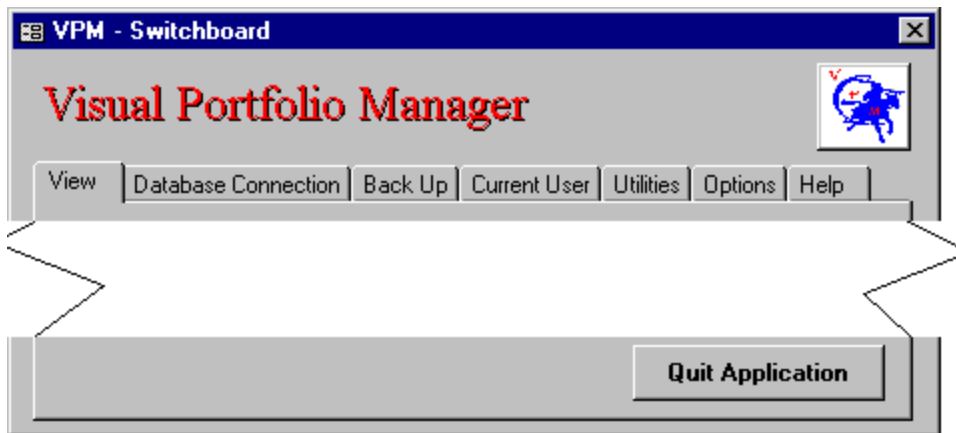 VPM - Switchboard
Visual Portfolio Manager
V P M
View Database Connection Back Up Current User Utilities Options Help
Quit Application